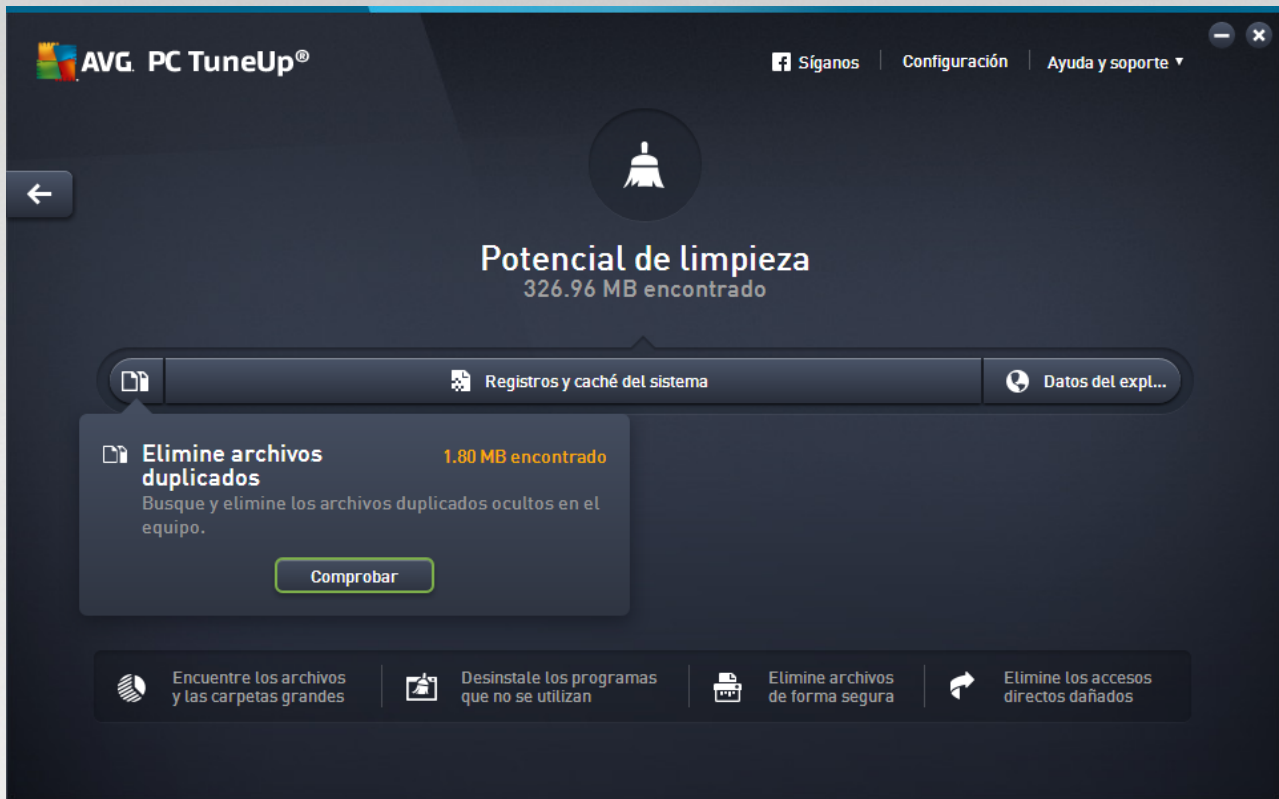 AVG. PC TuneUp®
Síganos
Configuración
Ayuda y soporte ▼
Potencial de limpieza
326.96 MB encontrado
Registros y caché del sistema
Datos del expl...
Elimine archivos
duplicados
1.80 MB encontrado
Busque y elimine los archivos duplicados ocultos en el
equipo.
Comprobar
Encuentre los archivos
y las carpetas grandes
Desinstale los programas
que no se utilizan
Elimine archivos
de forma segura
Elimine los accesos
directos dañados